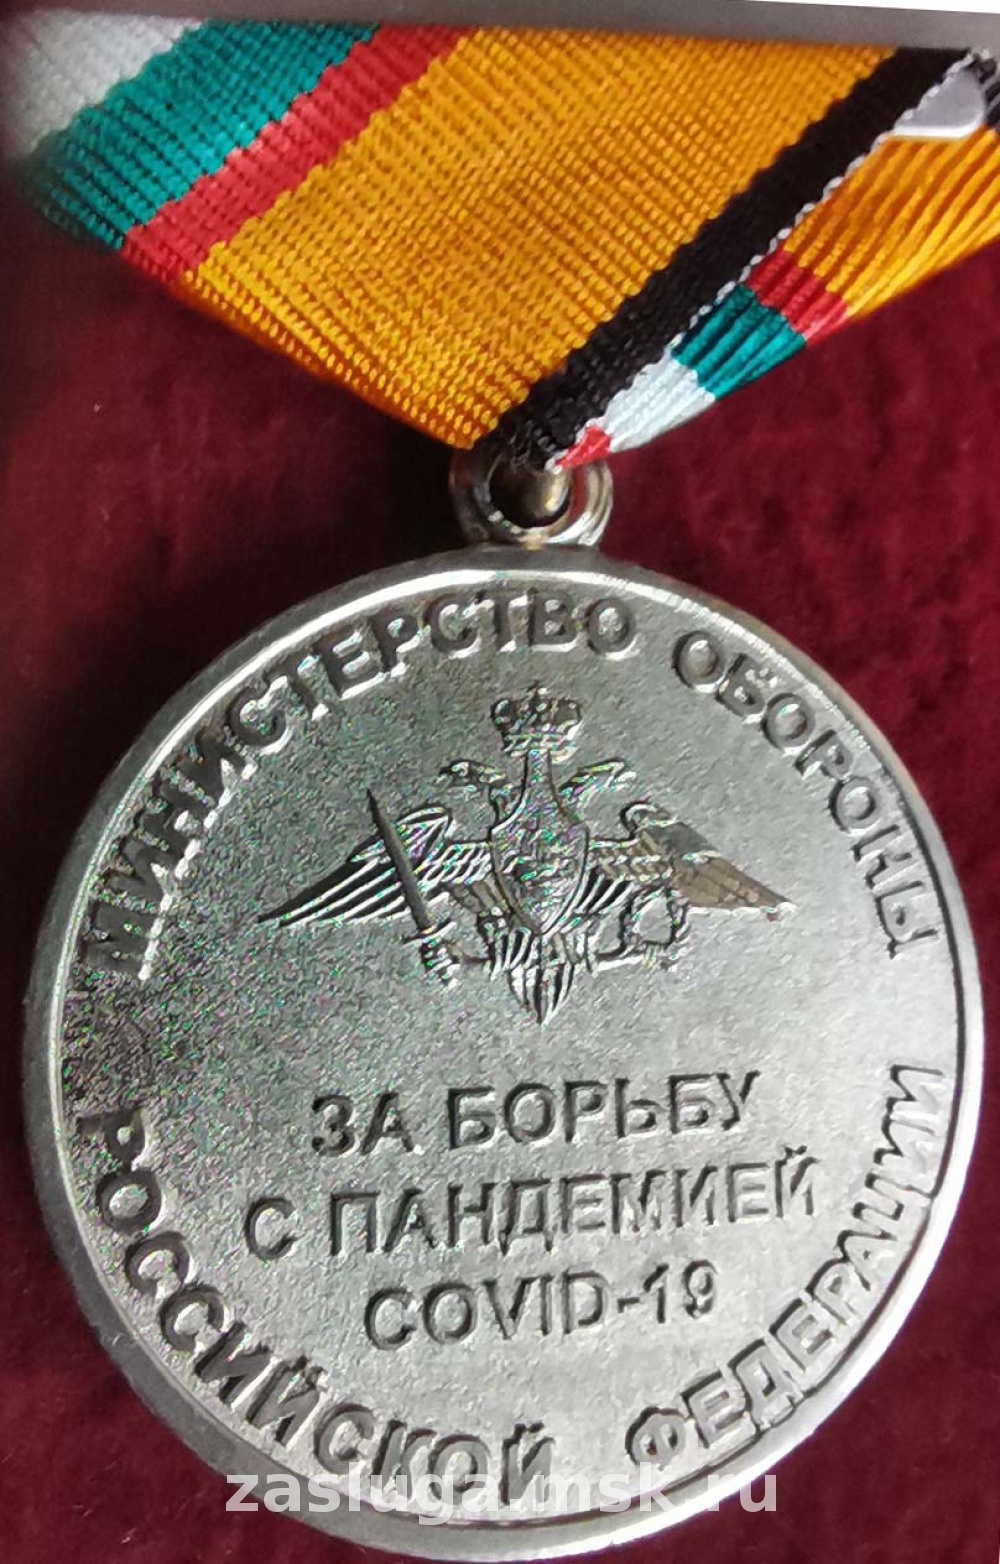 МИНИСТЕРСТВО ОБОРОНЫ
РОССИЙСКОЙ ФЕДЕРАЦИИ
ЗА БОРЬБУ
С ПАНДЕМИЕЙ
COVID-19
zasluga.msk.ru